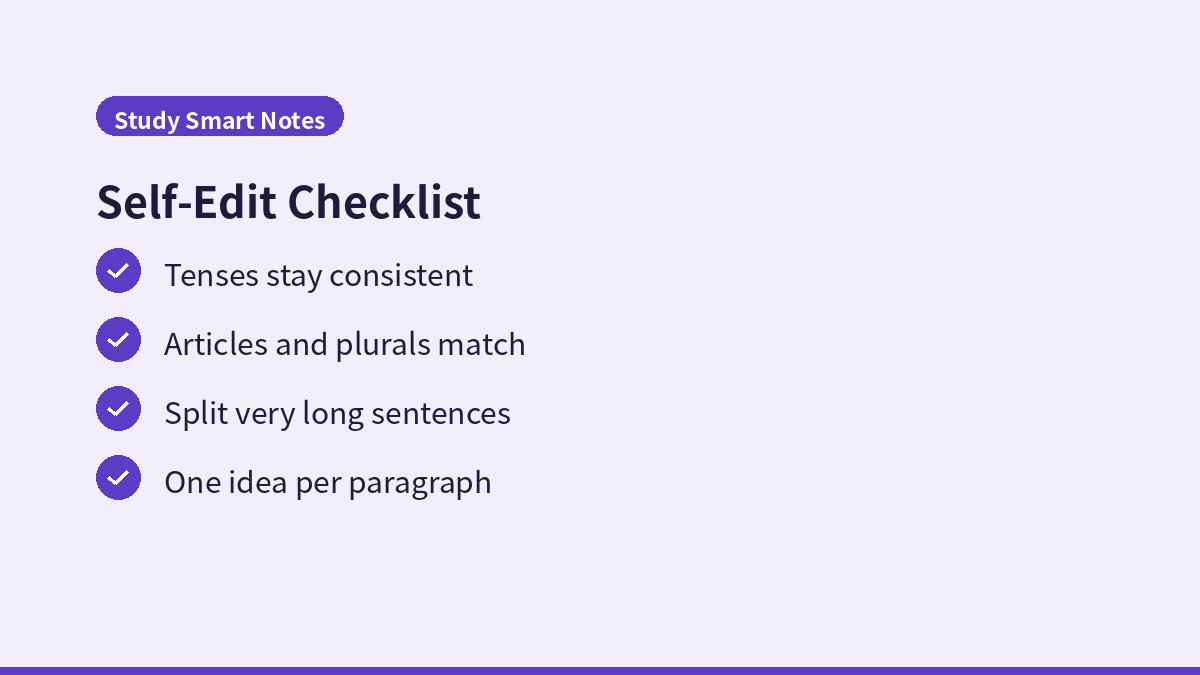 Study Smart Notes
Self-Edit Checklist
Tenses stay consistent
Articles and plurals match
Split very long sentences
One idea per paragraph